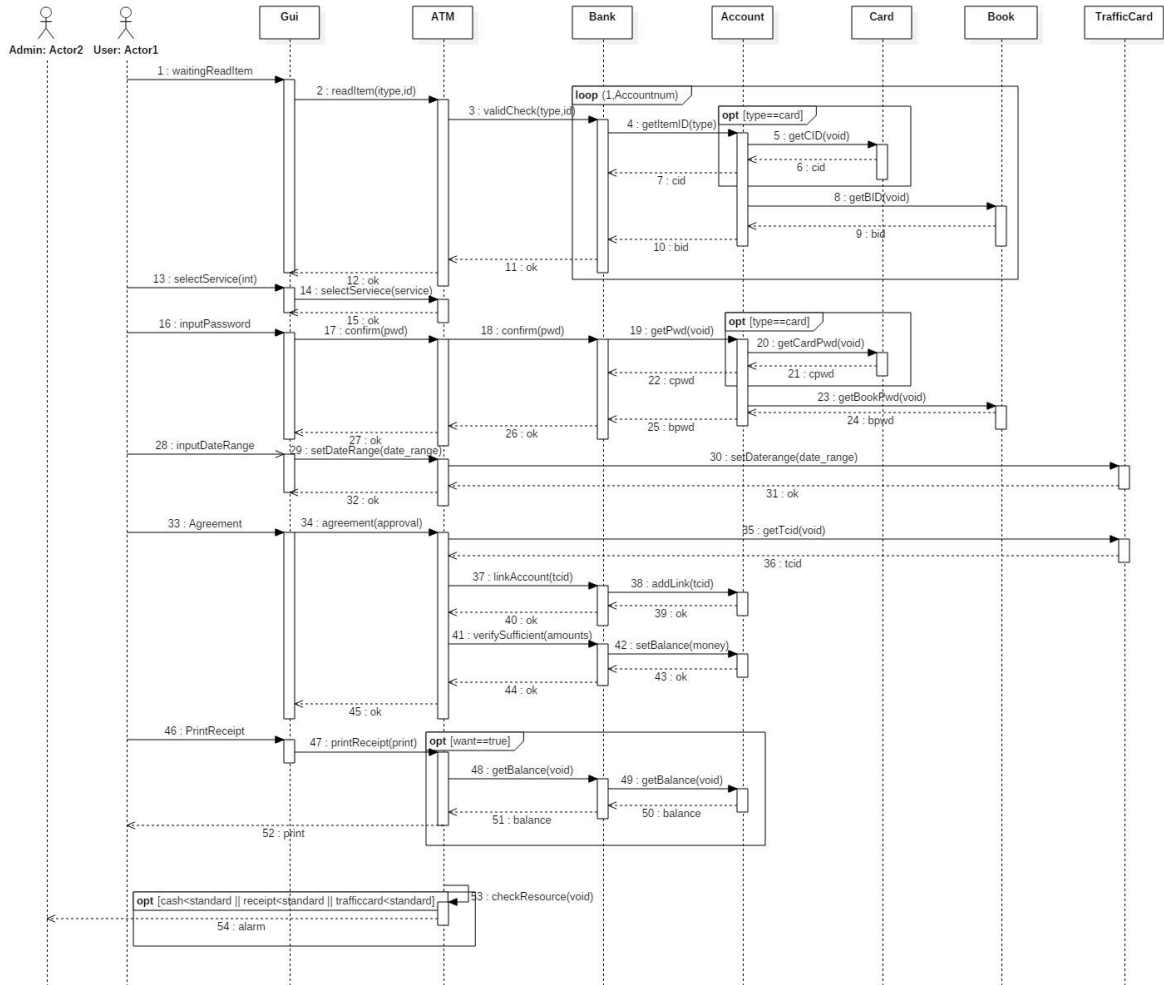 Gui
ATM
Bank
Account
Card
Book
TrafficCard
Admin: Actor2
User: Actor1
1 : waitingReadItem
2 : readItem(itype,id)
loop (1,Accountnum)
3 : validCheck(type,id)
opt [type==card]
4 : getItemID(type)
5 : getCID(void)
6 : cid
7 : cid
8 : getBID(void)
9 : bid
10 : bid
11 : ok
12 : ok
13 : selectService(int)
14 : selectServiece(service)
15 : ok
16 : inputPassword
17 : confirm(pwd)
18 : confirm(pwd)
19 : getPwd(void)
opt [type==card]
20 : getCardPwd(void)
21 : cpwd
22 : cpwd
23 : getBookPwd(void)
24 : bpwd
25 : bpwd
26 : ok
27 : ok
28 : inputDateRange
29 : setDateRange(date_range)
30 : setDaterange(date_range)
31 : ok
32 : ok
33 : Agreement
34 : agreement(approval)
35 : getTcid(void)
36 : tcid
37 : linkAccount(tcid)
38 : addLink(tcid)
39 : ok
40 : ok
41 : verifySufficient(amounts)
42 : setBalance(money)
43 : ok
44 : ok
45 : ok
46 : PrintReceipt
47 : printReceipt(print)
opt [want==true]
48 : getBalance(void)
49 : getBalance(void)
50 : balance
51 : balance
52 : print
53 : checkResource(void)
opt [cash<standard || receipt<standard || trafficcard<standard]
54 : alarm